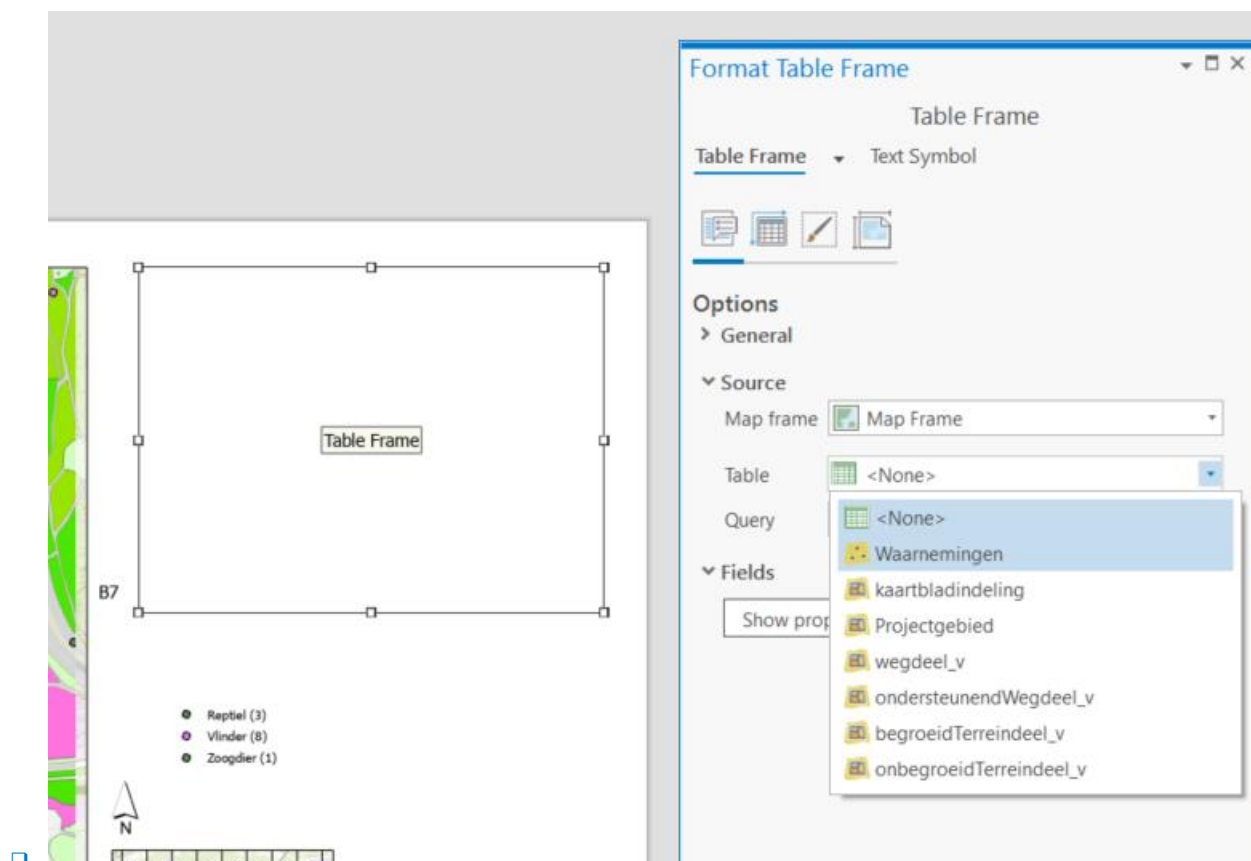 Format Table Frame
Table Frame
Table Frame Text Symbol
Options
General
Source
Map frame Map Frame
Table <None>
Query
<None>
Waarnemingen
kaartbladindeling
Projectgebied
wegdeel_v
ondersteunendWegdeel_v
begroeidTerreindeel_v
onbegroeidTerreindeel_v
Fields
Show prop
Table Frame
B7
Reptiel (3)
Vlinder (8)
Zoogdier (1)
N